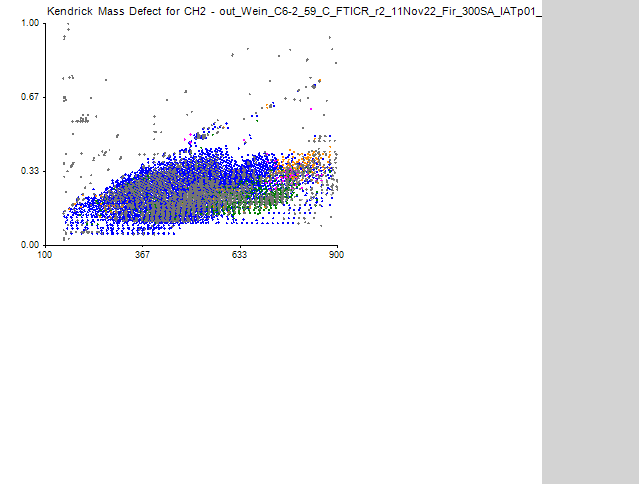 Kendrick Mass Defect for CH2 - out_Wein_C6-2_59_C_FTICR_r2_11Nov22_Fir_300SA_IATp01_
1.00
0.67
0.33
0.00
100 367 633 900